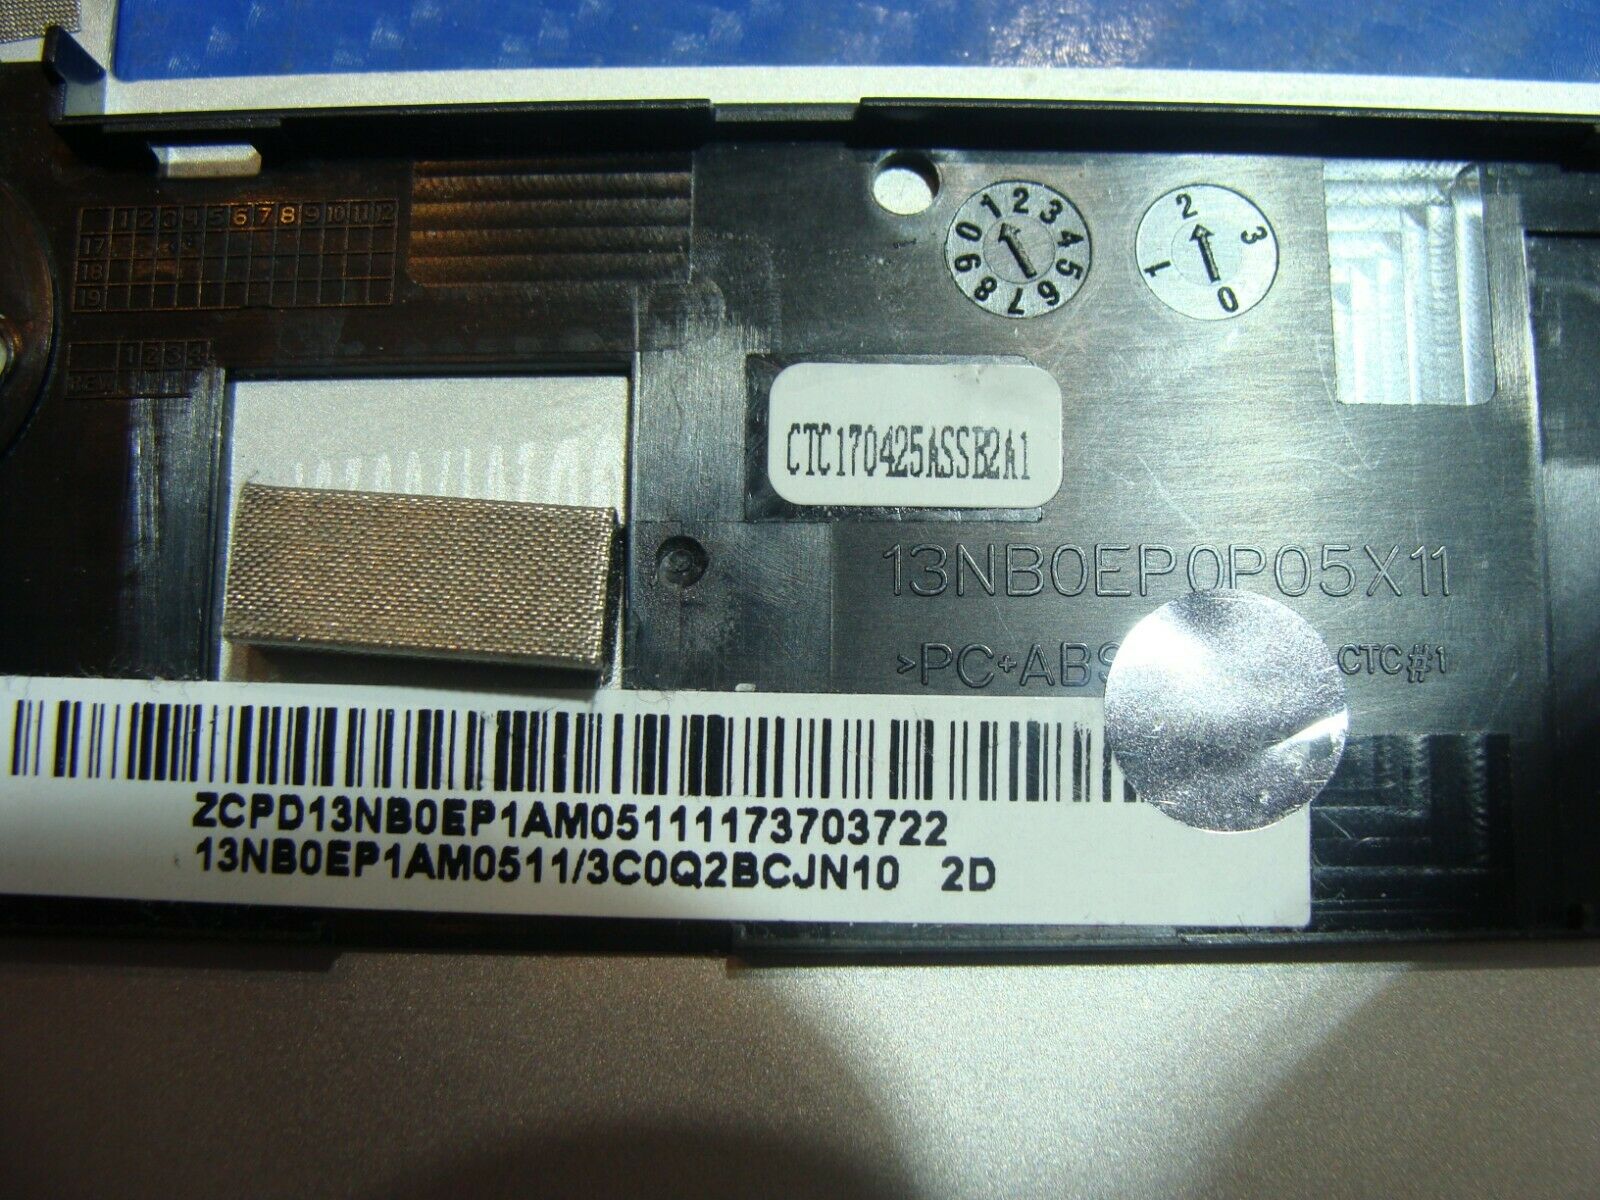 1 2 3 4 5 6 7 8 9 10 11 12
17
18
19
1 2 3 4
REV.
0 1 2 3 4 5 6 7 8 9
0 1 2 3
CTC170425ASSB2A1
13NB0EP0P05X11
>PC+ABS
CTC#1
ZCPD13NB0EP1AM05111173703722
13NB0EP1AM0511/3C0Q2BCJN10 2D